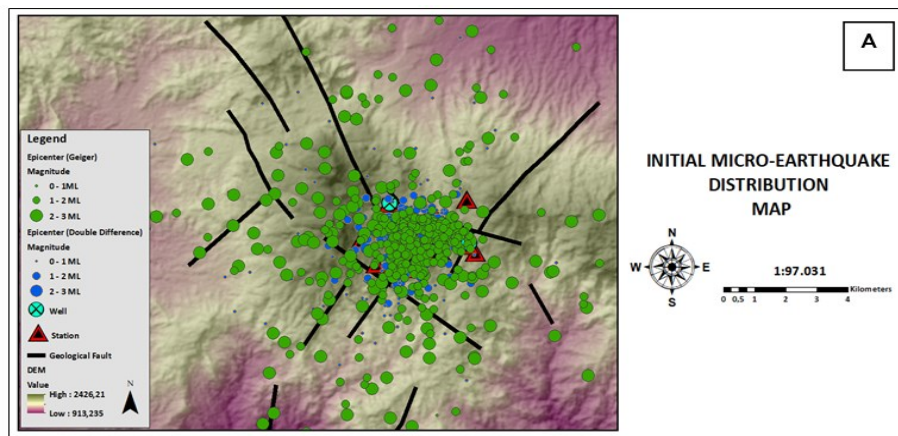 A
Legend
Epicenter (Geiger)
Magnitude
0 - 1ML
1 - 2 ML
2 - 3 ML
Epicenter (Double Difference)
Magnitude
0 - 1 ML
1 - 2 ML
2 - 3 ML
Well
Station
Geological Fault
DEM
Value
High : 2426,21
Low : 913,235
N
INITIAL MICRO-EARTHQUAKE
DISTRIBUTION
MAP
N
W E
S
1:97.031
Kilometers
0 0,5 1 2 3 4